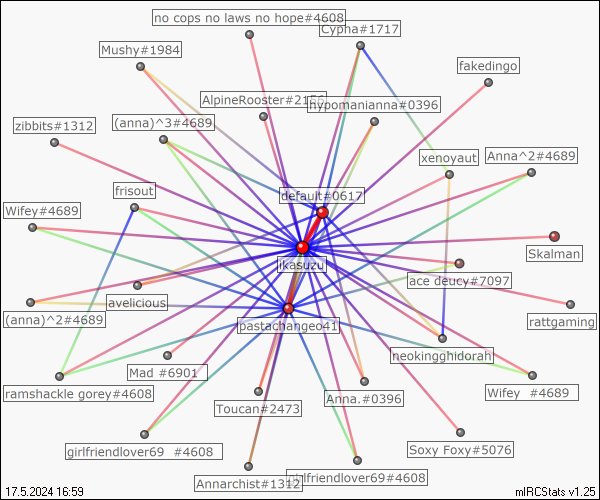 no cops no laws no hope#4608
Cypha#1717
Mushy#1984
fakedingo
AlpineRooster#2156
hypomanianna#0396
zibbits#1312
(anna)^3#4689
xenoyaut
Anna^2#4689
frisout
default#0617
Wifey#4689
Skalman
ikasuzu
ace deucy#7097
avelicious
(anna)^2#4689
rattgaming
pastachangeo41
neokingghidorah
Mad #6901
ramshackle gorey#4608
Anna.#0396
Wifey #4689
Toucan#2473
girlfriendlover69 #4608
Soxy Foxy#5076
Annarchist#1312
girlfriendlover69#4608
17.5.2024 16:59
mIRCStats v1.25